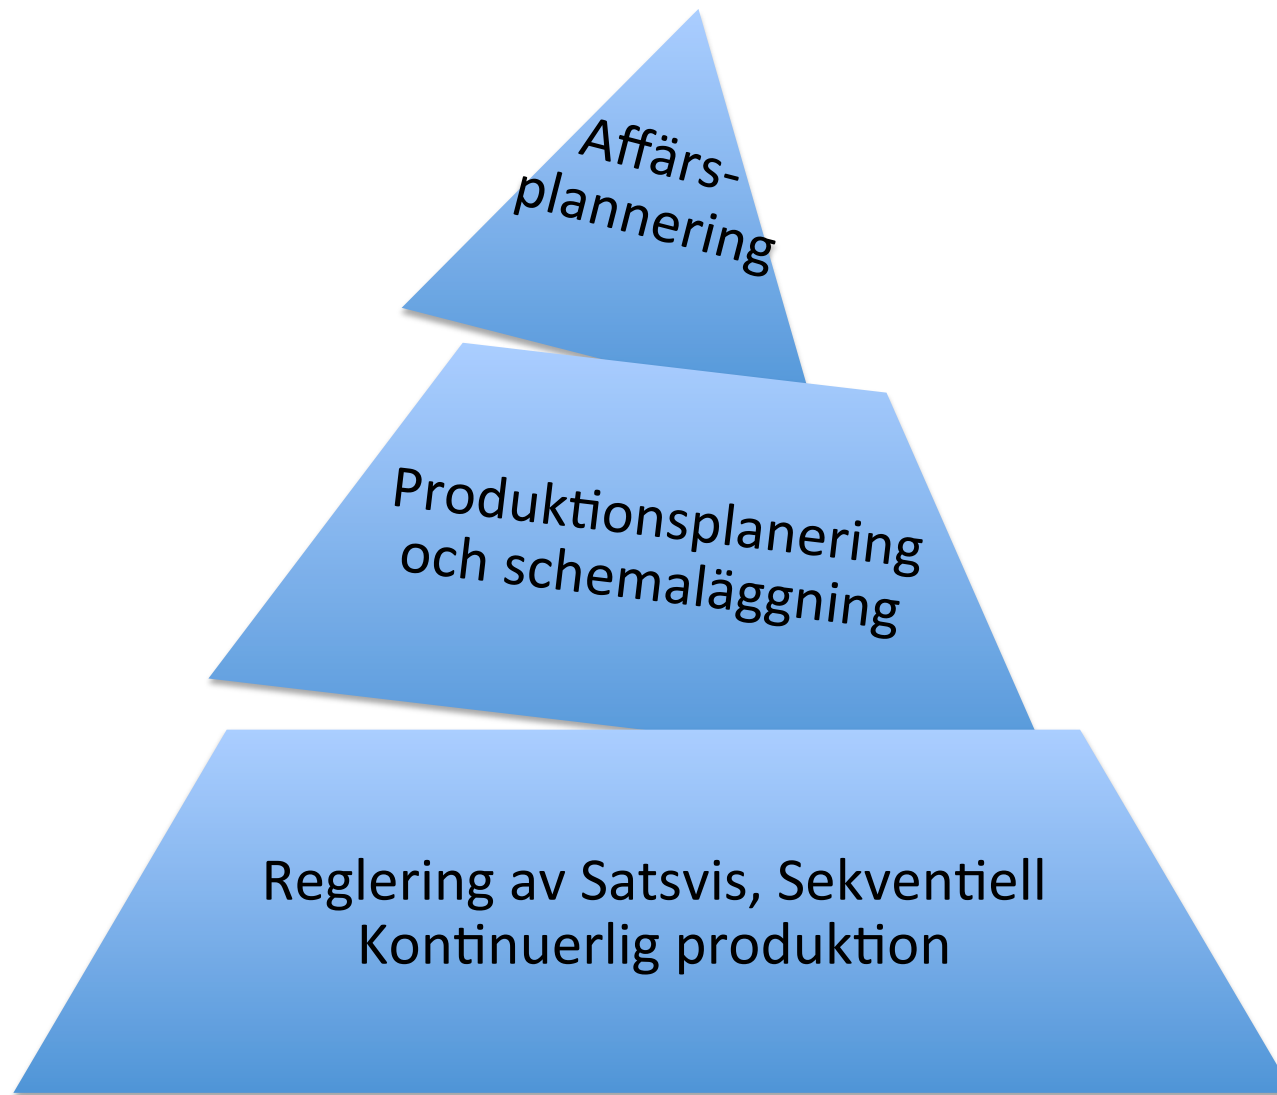 Affärs-
plannering
Produktionsplanering
och schemaläggning
Reglering av Satsvis, Sekventiell
Kontinuerlig produktion